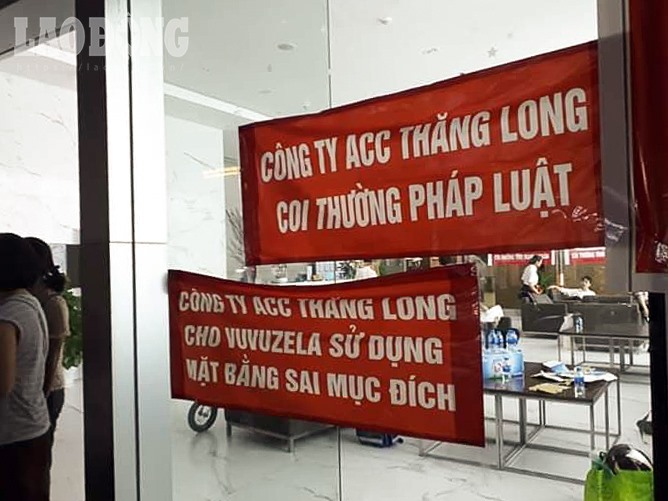 LAO ĐỘNG
CÔNG TY ACC THĂNG LONG
COI THƯỜNG PHÁP LUẬT
CÔNG TY ACC THĂNG LONG
CHO VUVUZELA SỬ DỤNG
MẶT BẰNG SAI MỤC ĐÍCH